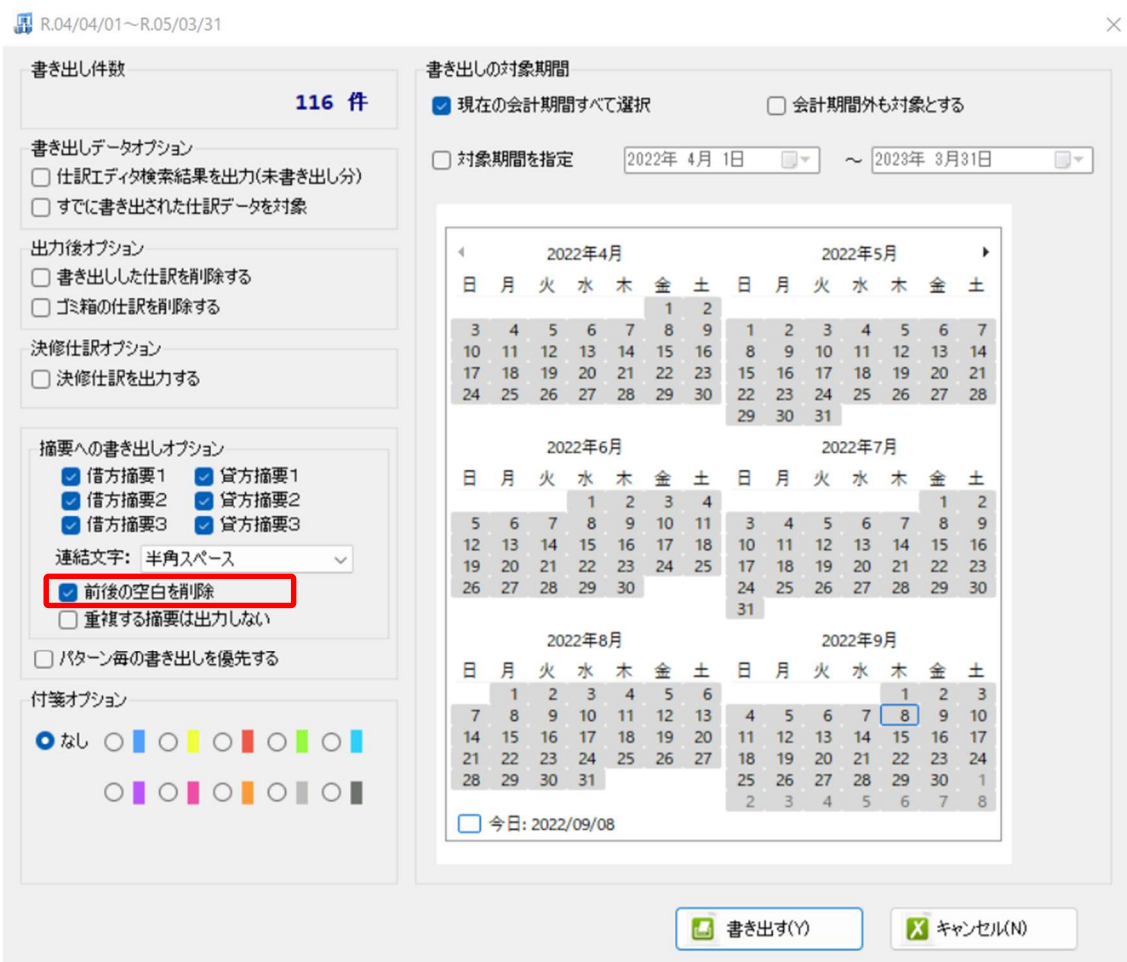 R.04/04/01～R.05/03/31
書き出し件数
116 件
書き出しデータオプション
仕訳エディタ検索結果を出力(未書き出し分)
すでに書き出された仕訳データを対象
出力後オプション
書き出しした仕訳を削除する
ゴミ箱の仕訳を削除する
決修仕訳オプション
決修仕訳を出力する
摘要への書き出しオプション
借方摘要1 貸方摘要1
借方摘要2 貸方摘要2
借方摘要3 貸方摘要3
連結文字: 半角スペース
前後の空白を削除
重複する摘要は出力しない
パターン毎の書き出しを優先する
付箋オプション
なし
書き出しの対象期間
現在の会計期間すべて選択 会計期間外も対象とする
対象期間を指定 2022年 4月 1日 ～ 2023年 3月31日
2022年4月
日 月 火 水 木 金 土
1 2
3 4 5 6 7 8 9
10 11 12 13 14 15 16
17 18 19 20 21 22 23
24 25 26 27 28 29 30
2022年5月
日 月 火 水 木 金 土
1 2 3 4 5 6 7
8 9 10 11 12 13 14
15 16 17 18 19 20 21
22 23 24 25 26 27 28
29 30 31
2022年6月
日 月 火 水 木 金 土
1 2 3 4
5 6 7 8 9 10 11
12 13 14 15 16 17 18
19 20 21 22 23 24 25
26 27 28 29 30
2022年7月
日 月 火 水 木 金 土
1 2
3 4 5 6 7 8 9
10 11 12 13 14 15 16
17 18 19 20 21 22 23
24 25 26 27 28 29 30
31
2022年8月
日 月 火 水 木 金 土
1 2 3 4 5 6
7 8 9 10 11 12 13
14 15 16 17 18 19 20
21 22 23 24 25 26 27
28 29 30 31
2022年9月
日 月 火 水 木 金 土
1 2 3
4 5 6 7 8 9 10
11 12 13 14 15 16 17
18 19 20 21 22 23 24
25 26 27 28 29 30 1
2 3 4 5 6 7 8
今日: 2022/09/08
書き出す(Y)
キャンセル(N)